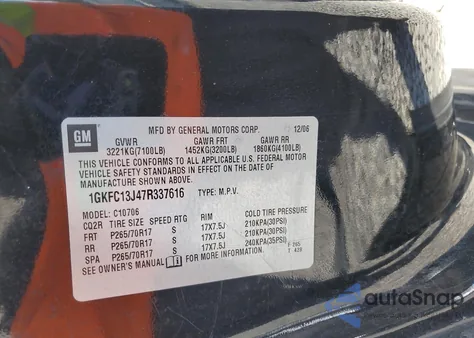 GM
MFD BY GENERAL MOTORS CORP. 12/06
GVWR GAWR FRT GAWR RR
3221KG(7100LB) 1452KG(3200LB) 1860KG(4100LB)
THIS VEHICLE CONFORMS TO ALL APPLICABLE U.S. FEDERAL MOTOR
VEHICLE SAFETY STANDARDS IN EFFECT ON THE DATE OF
MANUFACTURE SHOWN ABOVE.
1GKFC13J47R337616 TYPE: M.P.V.
MODEL: C10706
CQ2R TIRE SIZE SPEED RTG RIM COLD TIRE PRESSURE
FRT P265/70R17 S 17X7.5J 210KPA(30PSI)
RR P265/70R17 S 17X7.5J 210KPA(30PSI)
SPA P265/70R17 S 17X7.5J 240KPA(35PSI)
SEE OWNER'S MANUAL FOR MORE INFORMATION.
F 265
T 426
autoSnap